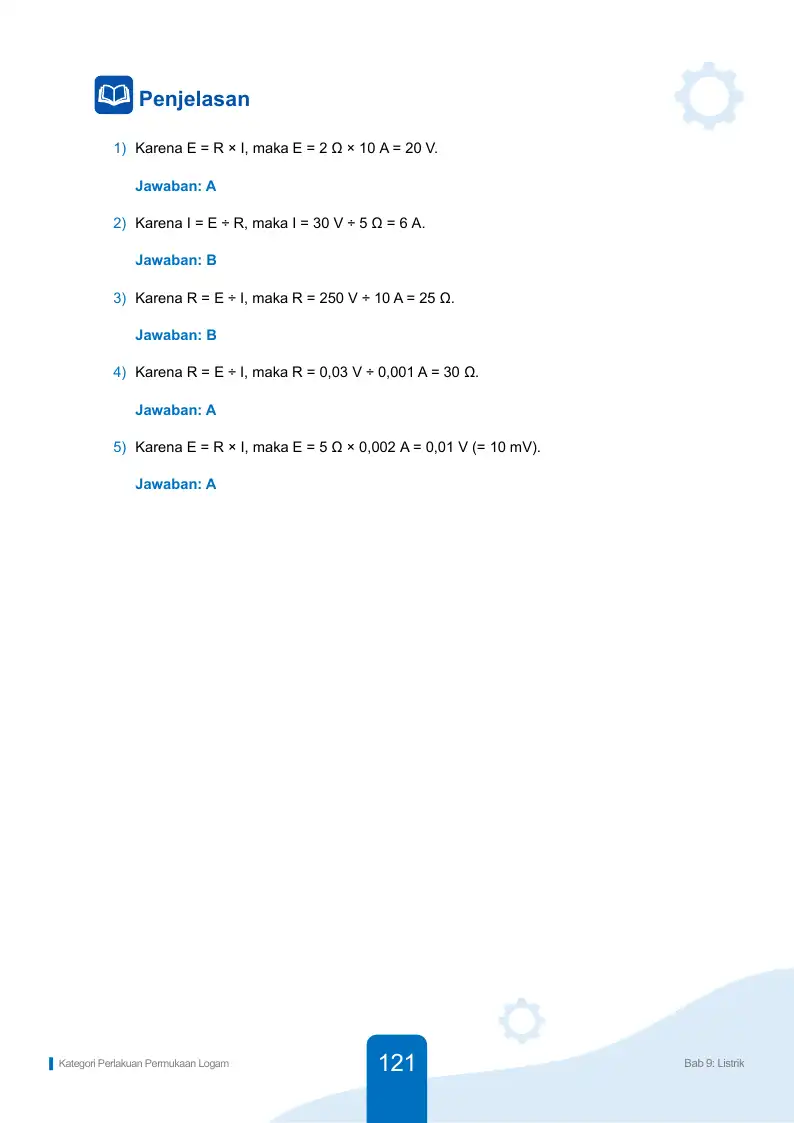 Penjelasan
1) Karena E = R × I, maka E = 2 Ω × 10 A = 20 V.
Jawaban: A
2) Karena I = E ÷ R, maka I = 30 V ÷ 5 Ω = 6 A.
Jawaban: B
3) Karena R = E ÷ I, maka R = 250 V ÷ 10 A = 25 Ω.
Jawaban: B
4) Karena R = E ÷ I, maka R = 0,03 V ÷ 0,001 A = 30 Ω.
Jawaban: A
5) Karena E = R × I, maka E = 5 Ω × 0,002 A = 0,01 V (= 10 mV).
Jawaban: A
Kategori Perlakuan Permukaan Logam
121
Bab 9: Listrik